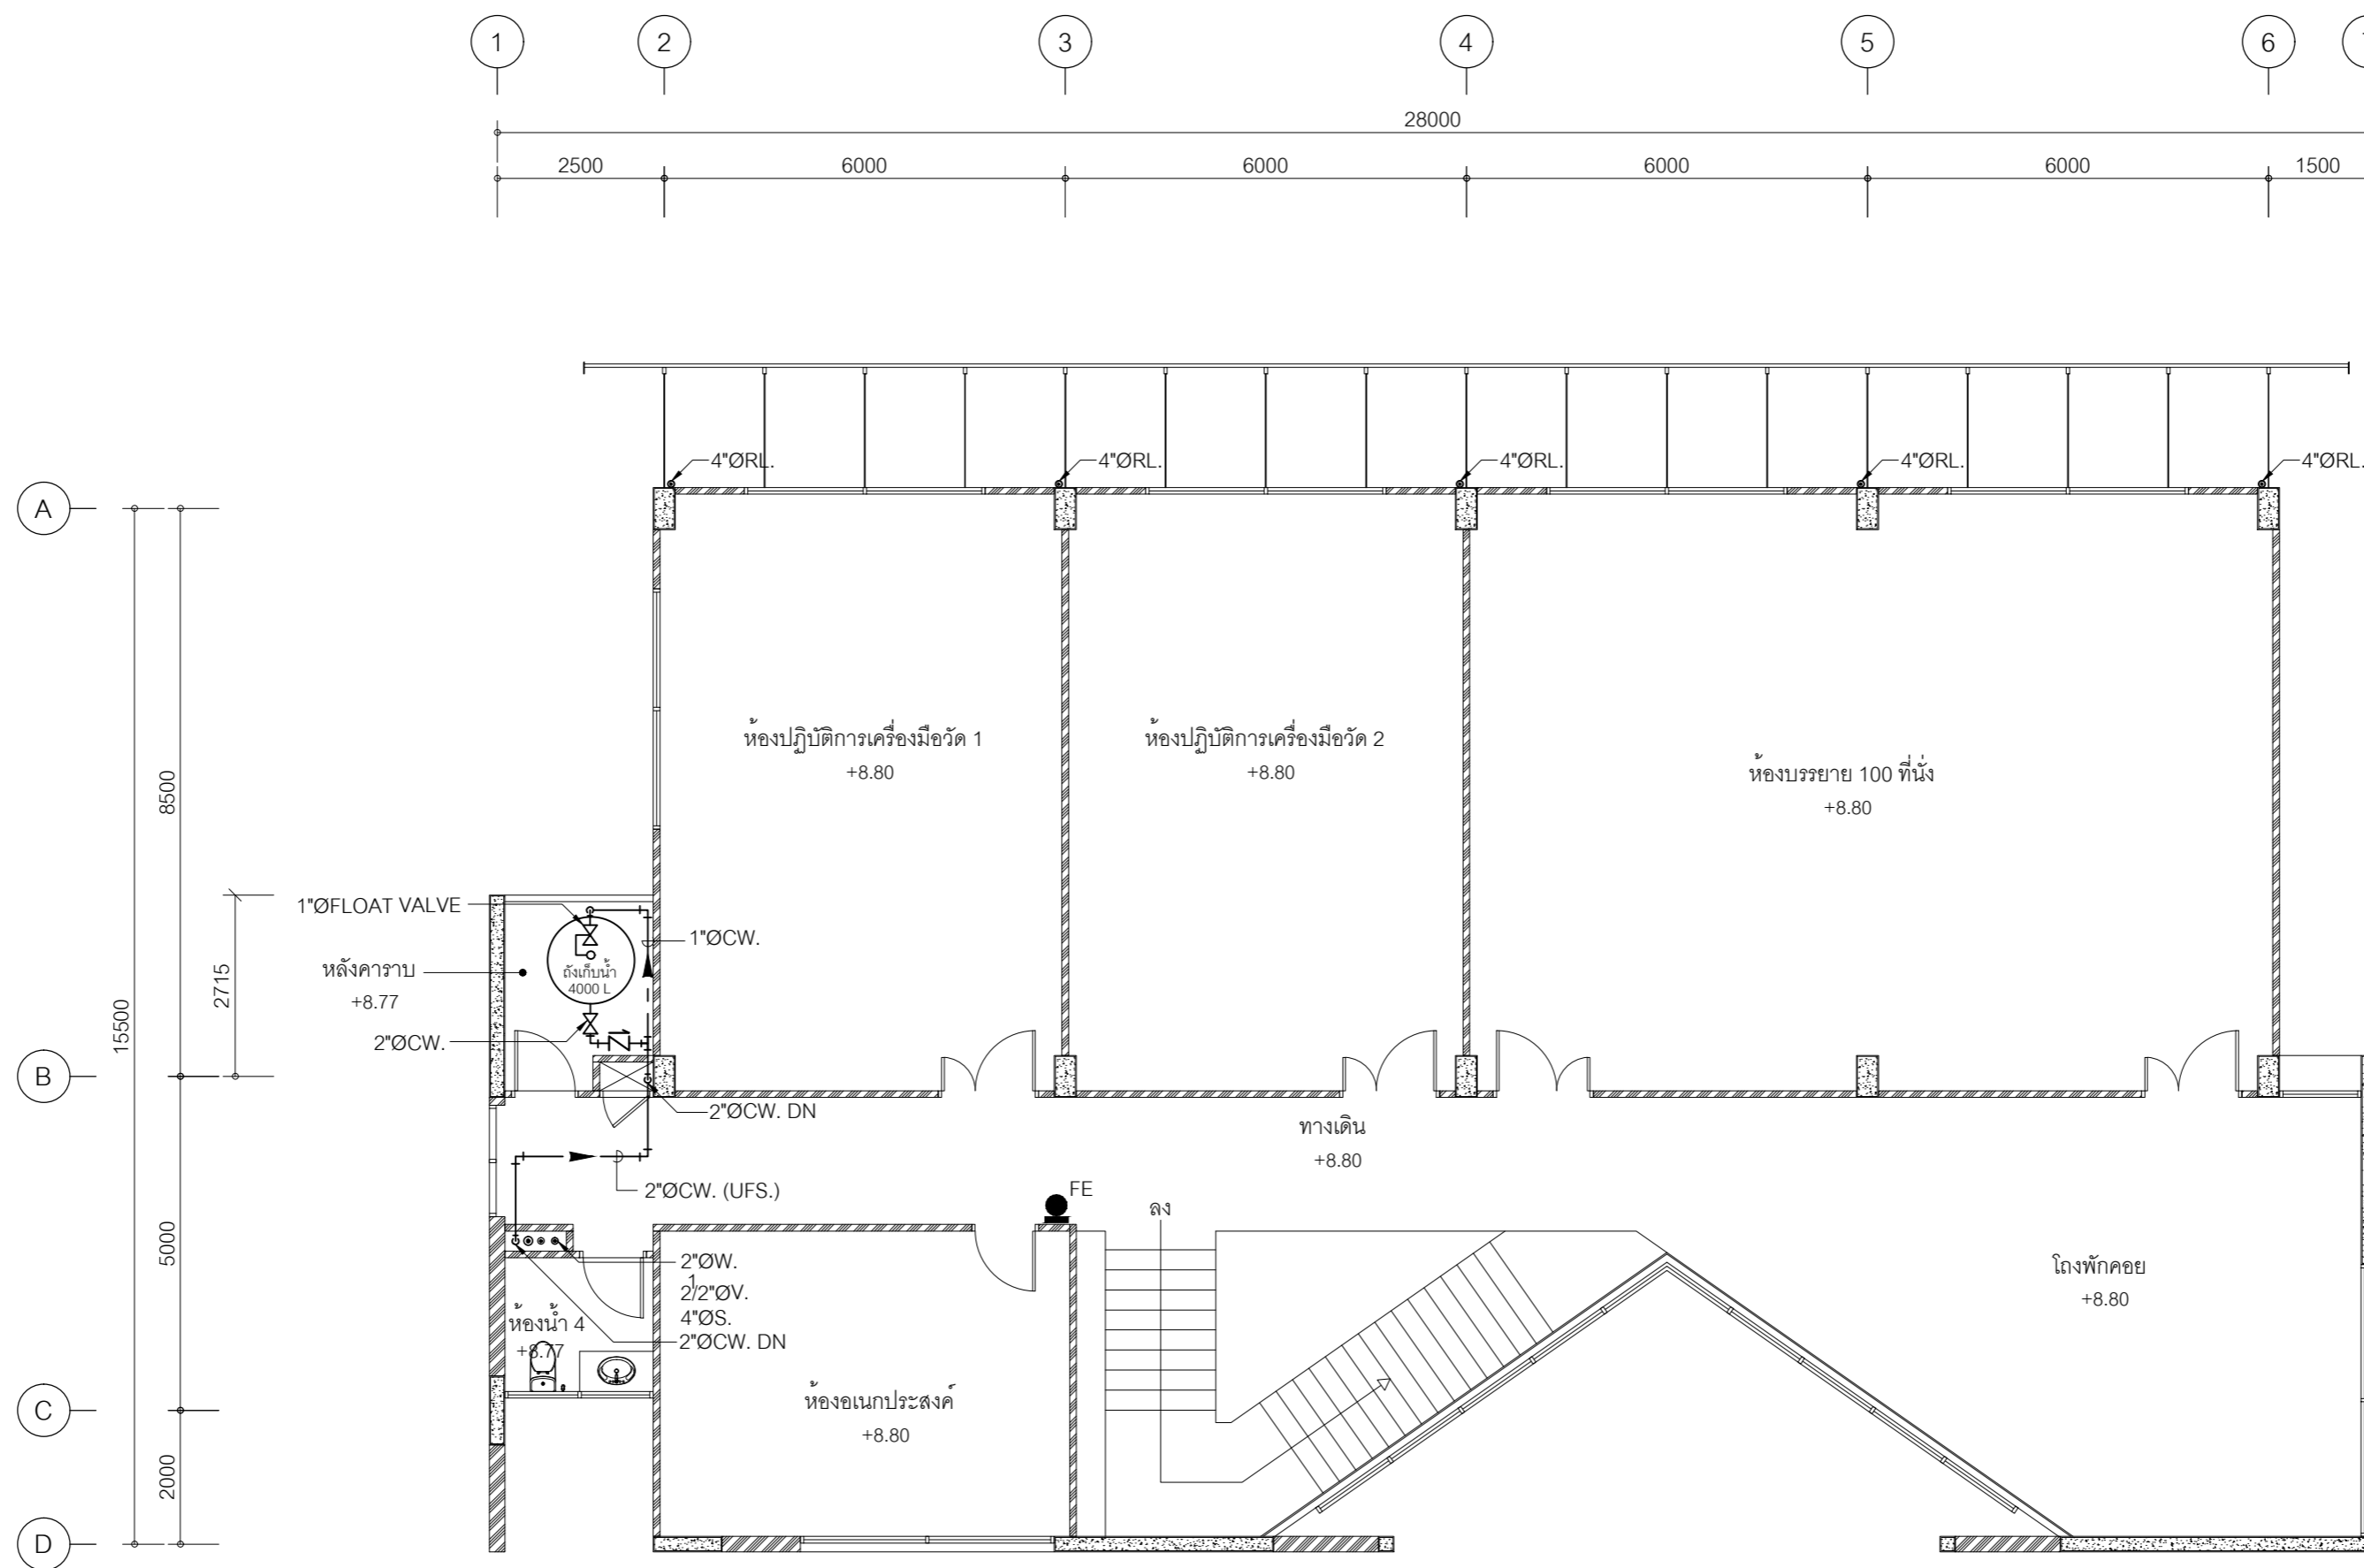 1
2
3
4
5
6
28000
2500
6000
6000
6000
6000
1500
4"ØRL.
4"ØRL.
4"ØRL.
4"ØRL.
4"ØRL.
A
ห้องปฏิบัติการเครื่องมือวัด 1
+8.80
ห้องปฏิบัติการเครื่องมือวัด 2
+8.80
ห้องบรรยาย 100 ที่นั่ง
+8.80
8500
1"ØFLOAT VALVE
1"ØCW.
หลังคาราบ
+8.77
ถังเก็บน้ำ
4000 L
2715
15500
2"ØCW.
B
2"ØCW. DN
ทางเดิน
+8.80
2"ØCW. (UFS.)
FE
ลง
5000
2"ØW.
1
2/2"ØV.
4"ØS.
2"ØCW. DN
ห้องน้ำ 4
+8.77
โถงพักคอย
+8.80
ห้องอเนกประสงค์
+8.80
C
2000
D